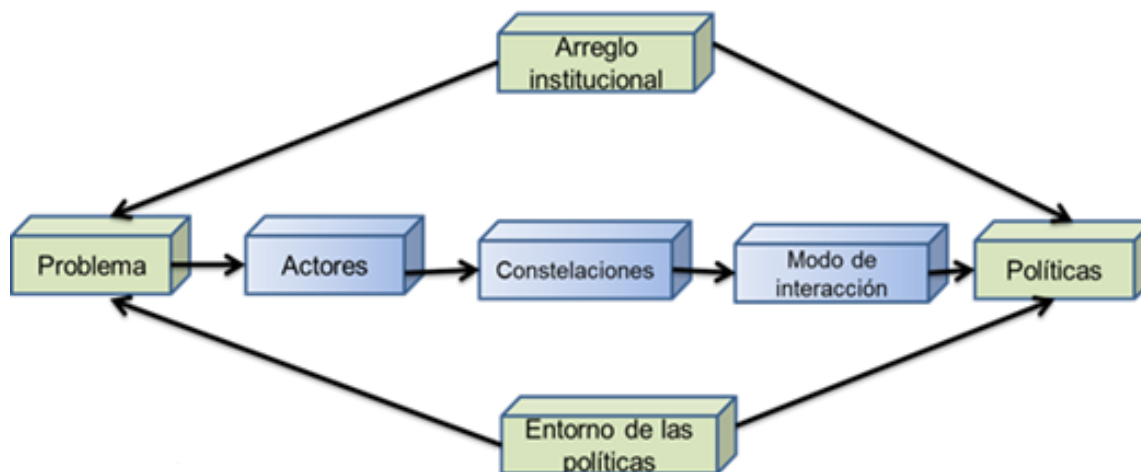 Arreglo
institucional
Problema
Actores
Constelaciones
Modo de
interacción
Políticas
Entorno de las
políticas